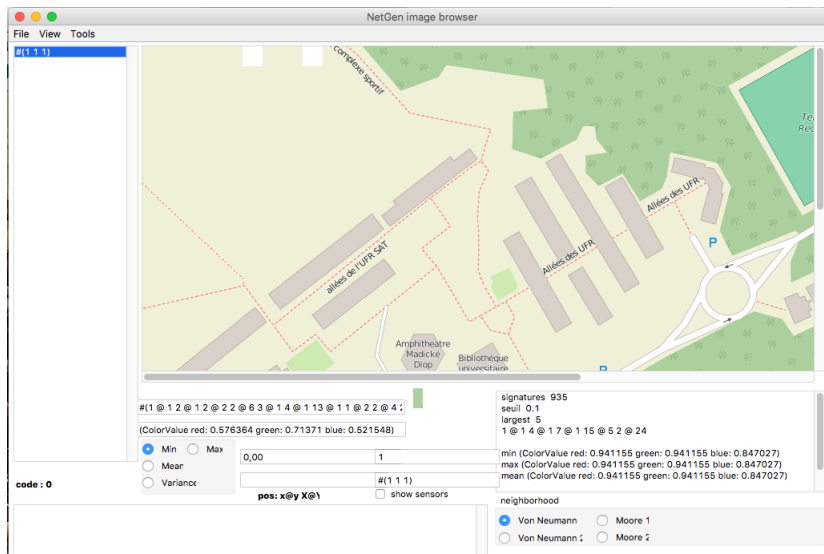 NetGen image browser
File View Tools
#(1 1 1)
complexe sportif
allées de l'UFR SAT
Allées des UFR
Allées des UFR
P
Amphitheatre
Madické
Diop
Bibliothèque
universitaire
P
#(1 @ 1 2 @ 1 2 @ 2 2 @ 6 3 @ 1 4 @ 1 13 @ 1 1 @ 2 2 @ 4
(ColorValue red: 0.576364 green: 0.71371 blue: 0.521548)
Min Max
Mean
Variance
0,00
1
#(1 1 1)
code : 0
pos: x@y X@Y
show sensors
signatures 935
seuil 0.1
largest 5
1 @ 1 4 @ 1 7 @ 1 15 @ 5 2 @ 24
min (ColorValue red: 0.941155 green: 0.941155 blue: 0.847027)
max (ColorValue red: 0.941155 green: 0.941155 blue: 0.847027)
mean (ColorValue red: 0.941155 green: 0.941155 blue: 0.847027)
neighborhood
Von Neumann Moore 1
Von Neumann 2 Moore 2